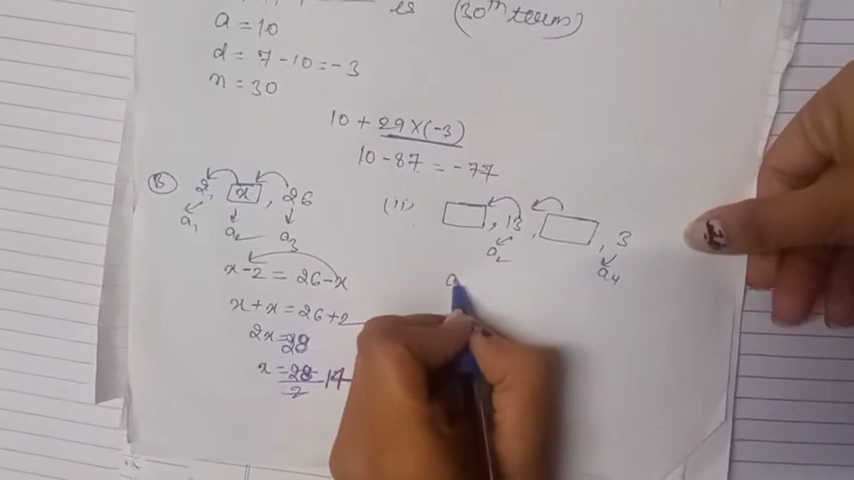 is (30th term)
a = 10
d = 7 - 10 = -3
n = 30
10 + 29 × (-3)
10 - 87 = -77
(B) 2, x, 26
a₁ a₂ a₃
x - 2 = 26 - x
x + x = 26 + 2
2x = 28
x = 28/2 14
(ii) , 13, , 3
a₂ a₄
a